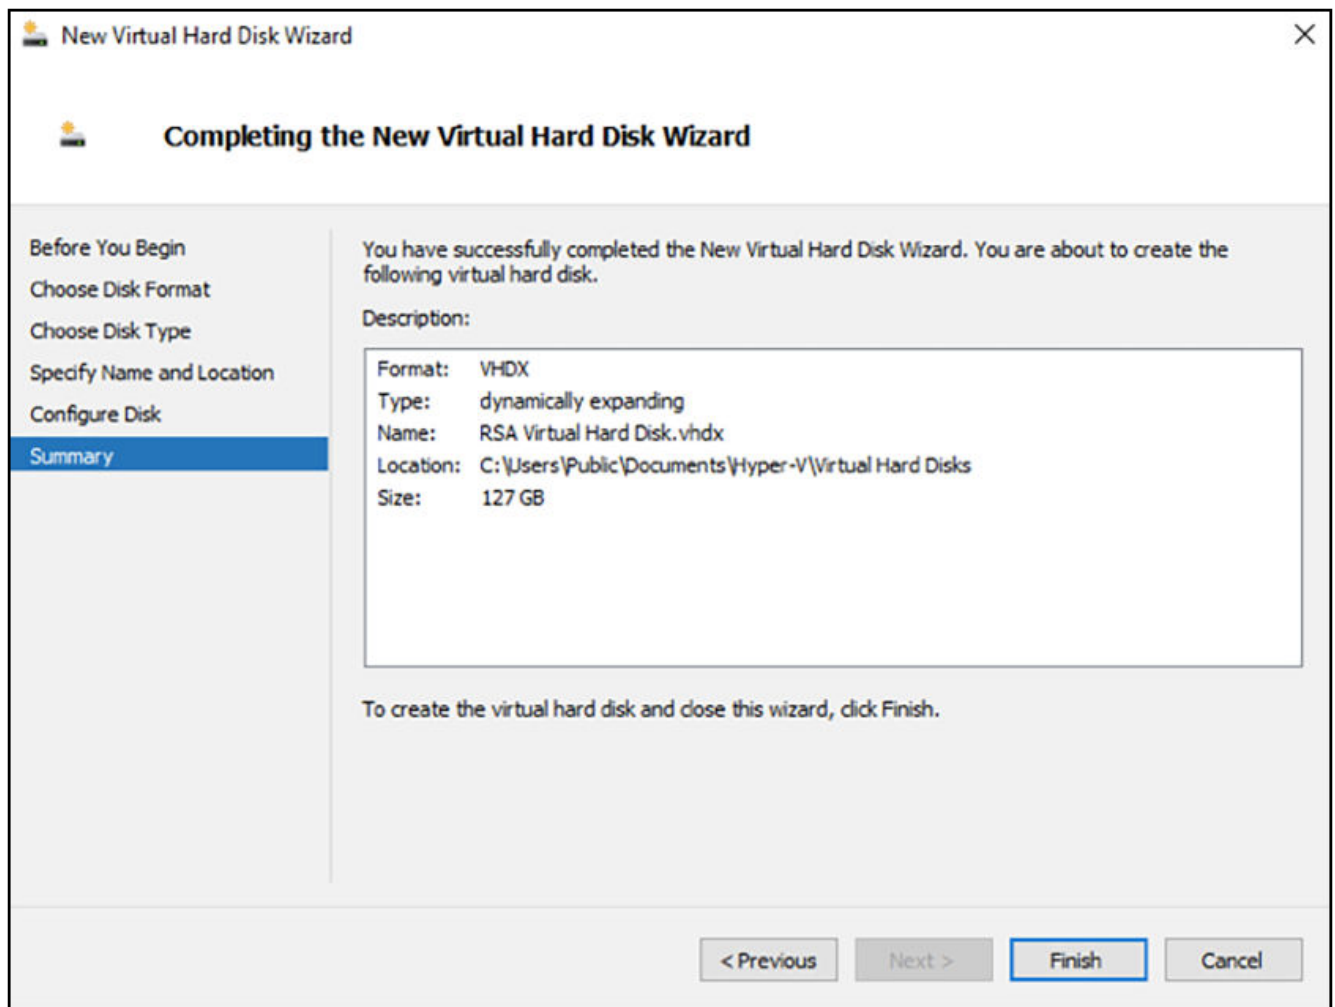 New Virtual Hard Disk Wizard
Completing the New Virtual Hard Disk Wizard
Before You Begin
Choose Disk Format
Choose Disk Type
Specify Name and Location
Configure Disk
Summary
You have successfully completed the New Virtual Hard Disk Wizard. You are about to create the
following virtual hard disk.
Description:
Format: VHDX
Type: dynamically expanding
Name: RSA Virtual Hard Disk.vhdx
Location: C:\Users\Public\Documents\Hyper-V\Virtual Hard Disks
Size: 127 GB
To create the virtual hard disk and close this wizard, click Finish.
< Previous Next > Finish Cancel